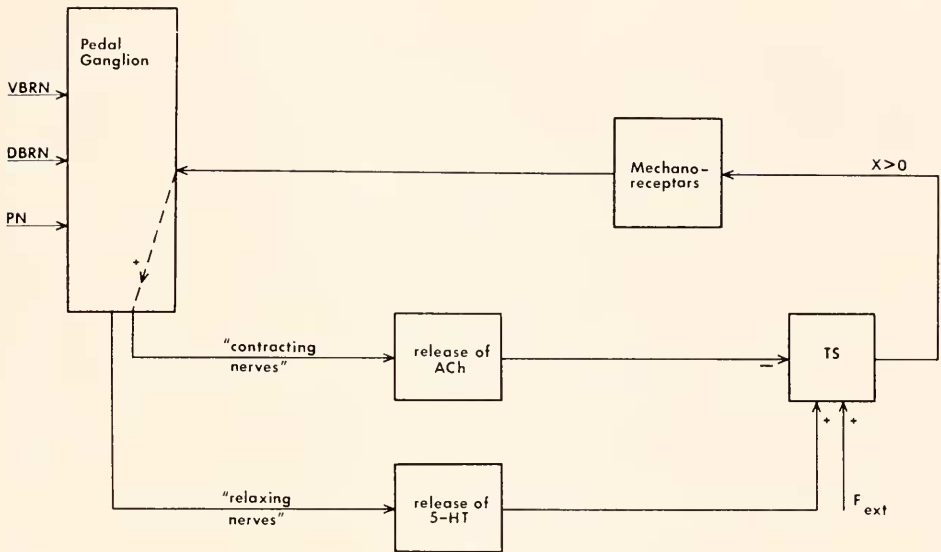 Pedal
Ganglion
VBRN
DBRN
PN
+
Mechano-
receptars
X>0
"contracting
nerves"
release of
ACh
–
TS
+
+
F ext
"relaxing
nerves"
release of
5-HT